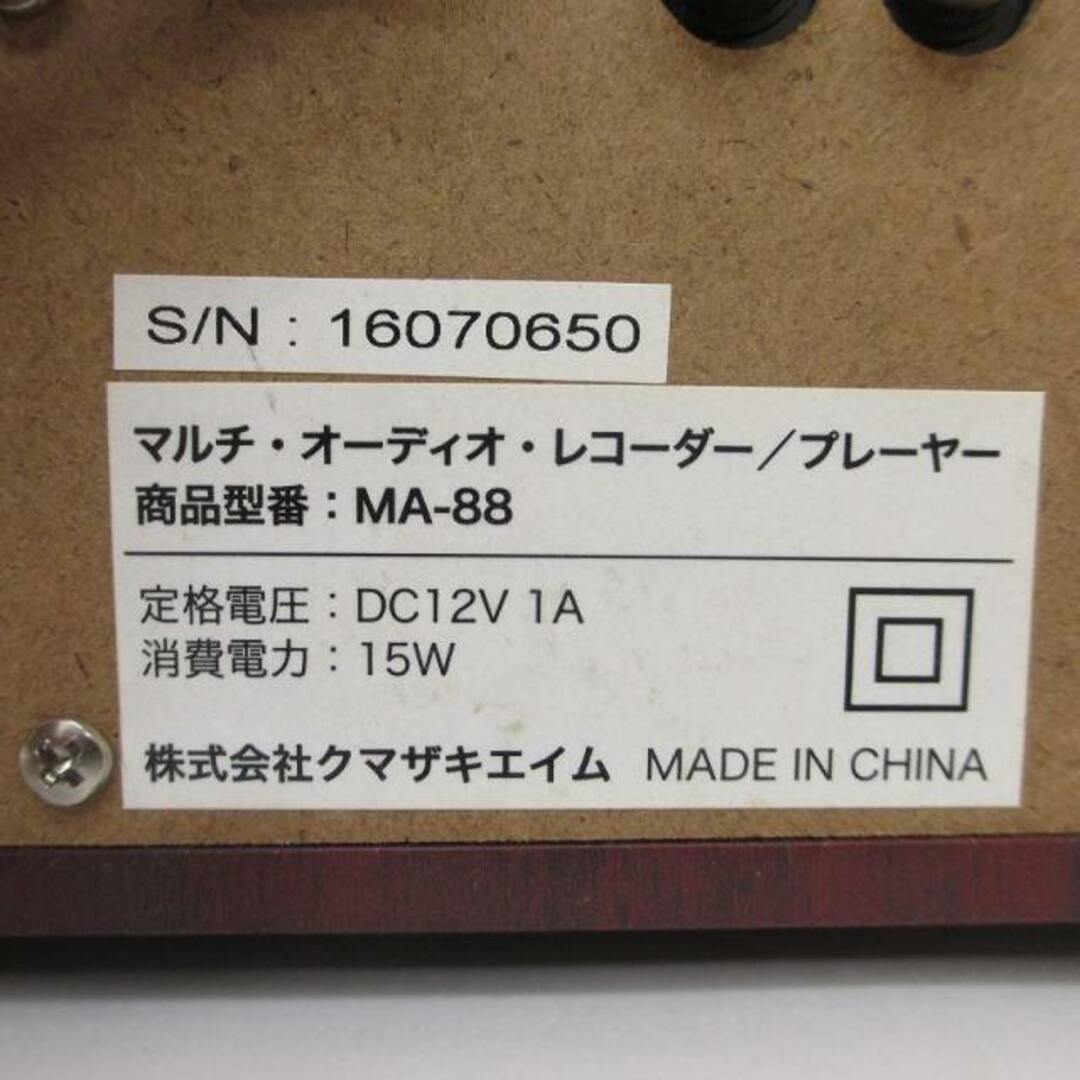 S/N : 16070650
マルチ・オーディオ・レコーダー／プレーヤー
商品型番：MA-88
定格電圧：DC12V 1A
消費電力：15W
株式会社クマザキエイム MADE IN CHINA